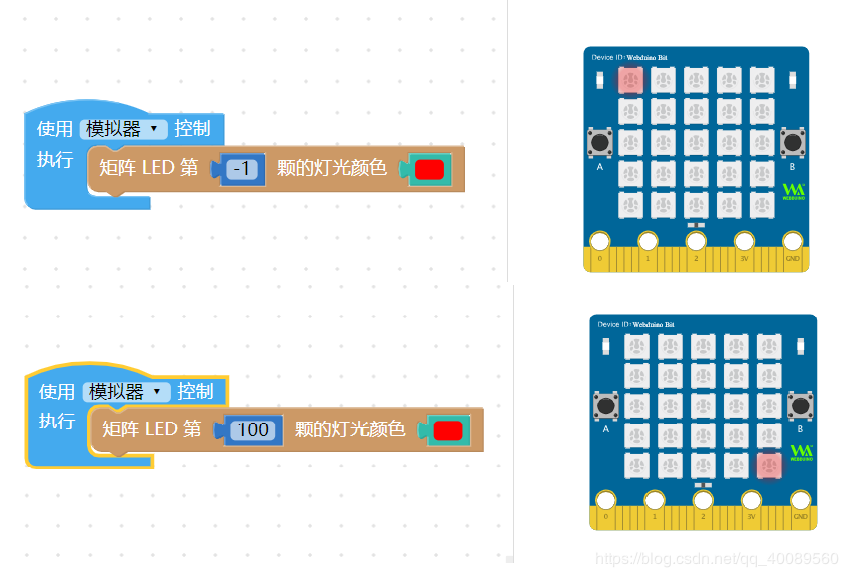 使用 模拟器 控制
执行 矩阵 LED 第 -1 颗的灯光颜色
Device ID: Webduino Bit
A
B
WEBDUINO
0 1 2 3V GND
使用 模拟器 控制
执行 矩阵 LED 第 100 颗的灯光颜色
Device ID: Webduino Bit
A
B
WEBDUINO
0 1 2 3V GND
https://blog.csdn.net/qq_40089560